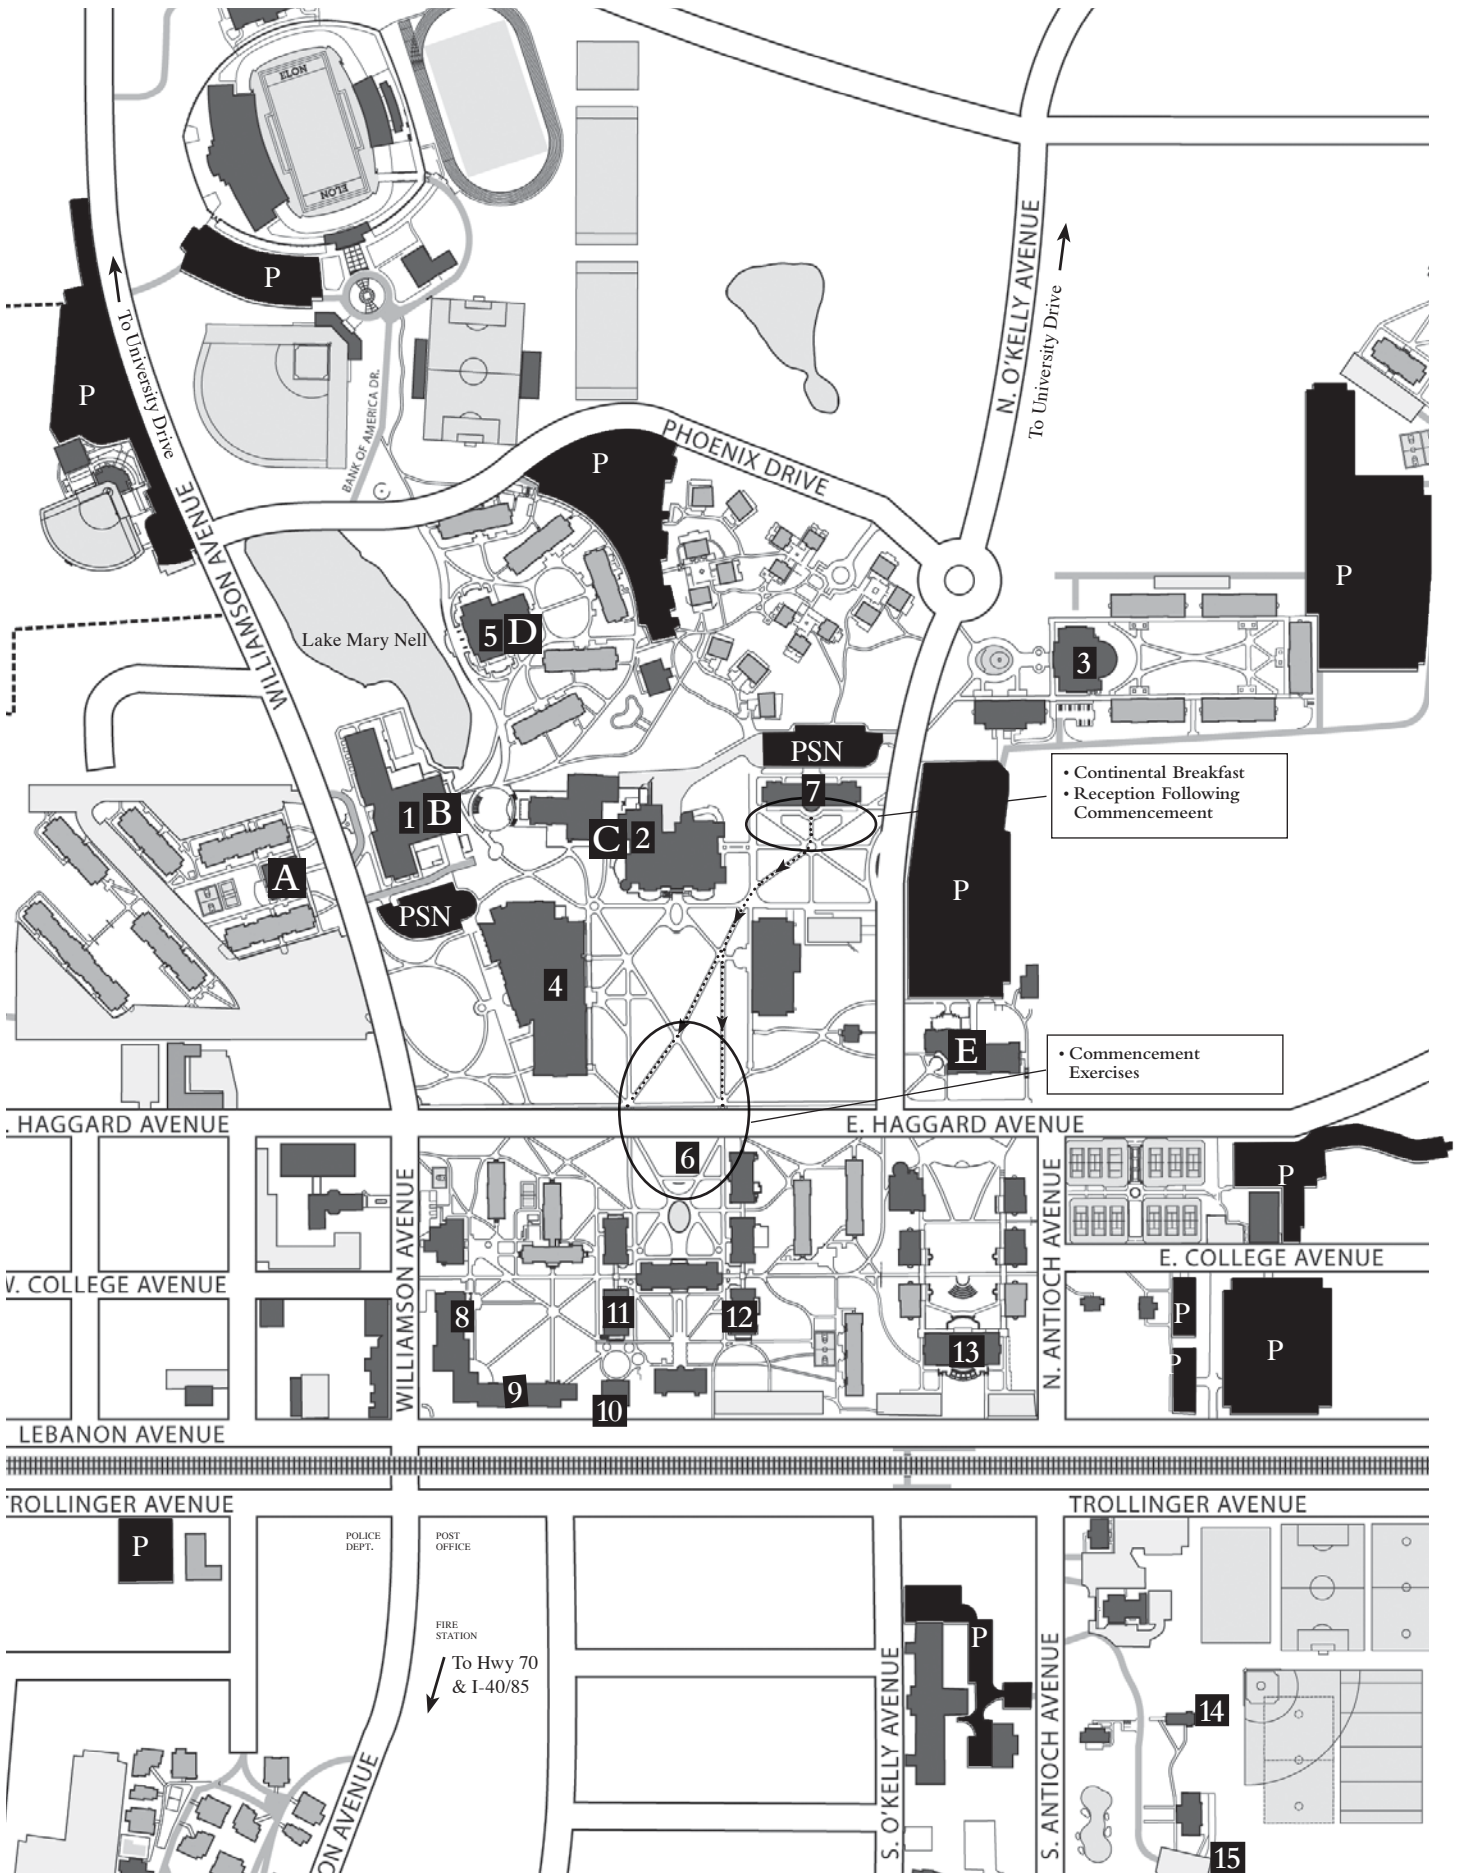 ELON
ELON
P
N. O'KELLY AVENUE
To University Drive
To University Drive
P
BANK OF AMERICA DR.
PHOENIX DRIVE
P
WILLIAMSON AVENUE
P
Lake Mary Nell
5 D
3
PSN
7
• Continental Breakfast
• Reception Following
Commencemeent
1 B
C 2
A
P
PSN
4
E
• Commencement
Exercises
. HAGGARD AVENUE
E. HAGGARD AVENUE
6
P
WILLIAMSON AVENUE
N. ANTIOCH AVENUE
E. COLLEGE AVENUE
W. COLLEGE AVENUE
8
11
12
P
P
13
P
9
10
LEBANON AVENUE
TROLLINGER AVENUE
TROLLINGER AVENUE
P
POLICE
DEPT.
POST
OFFICE
FIRE
STATION
To Hwy 70
& I-40/85
P
S. O'KELLY AVENUE
S. ANTIOCH AVENUE
14
ON AVENUE
15